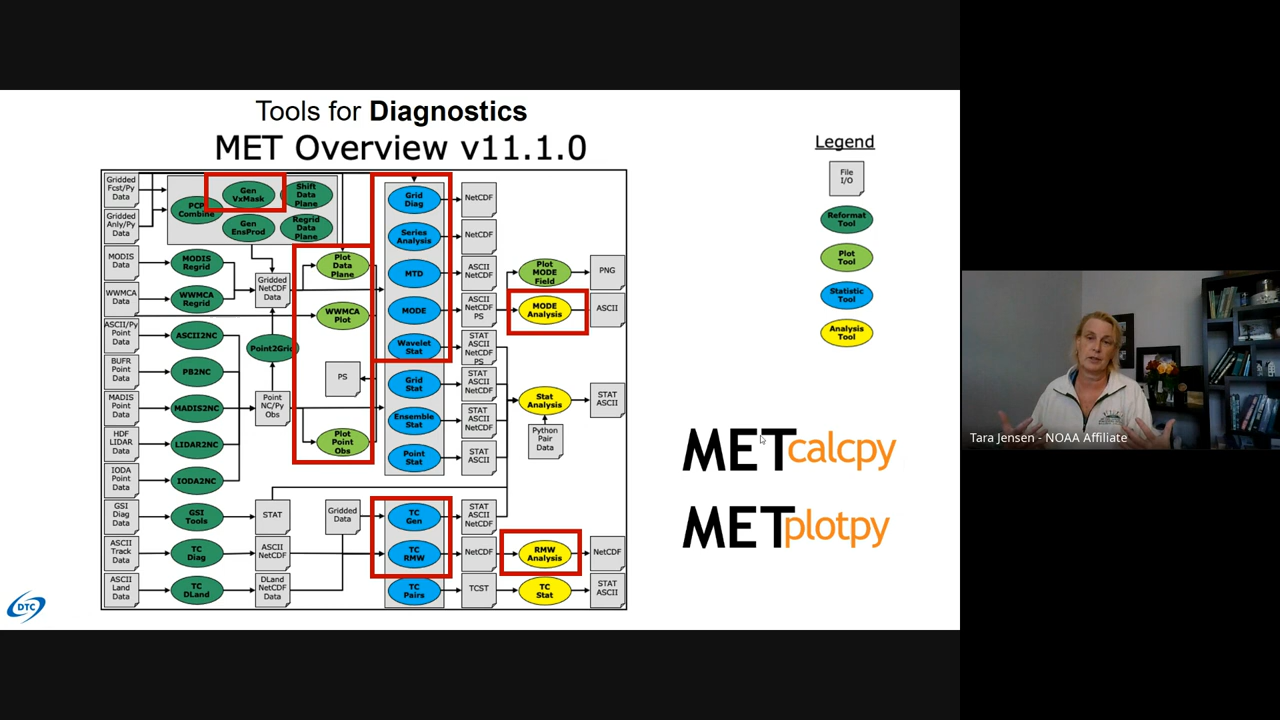 Tools for Diagnostics
MET Overview v11.1.0
Gridded
Fcst/Py
Data
Gridded
Anly/Py
Data
MODIS
Data
WWMCA
Data
ASCII/Py
Point
Data
BUFR
Point
Data
MADIS
Point
Data
HDF
LIDAR
Data
IODA
Point
Data
GSI
Diag
Data
ASCII
Track
Data
ASCII
Land
Data
PCP
Combine
Gen
VxMask
Shift
Data
Plane
Gen
EnsProd
Regrid
Data
Plane
MODIS
Regrid
WWMCA
Regrid
ASCII2NC
PB2NC
MADIS2NC
LIDAR2NC
IODA2NC
GSI
Tools
TC
Diag
TC
DLand
Gridded
NetCDF
Data
Point2Grid
Point
NC/Py
Obs
STAT
ASCII
NetCDF
DLand
NetCDF
Data
Plot
Data
Plane
WWMCA
Plot
PS
Plot
Point
Obs
Gridded
Data
Grid
Diag
Series
Analysis
MTD
MODE
Wavelet
Stat
Grid
Stat
Ensemble
Stat
Point
Stat
TC
Gen
TC
RMW
TC
Pairs
NetCDF
NetCDF
ASCII
NetCDF
ASCII
NetCDF
PS
STAT
ASCII
NetCDF
PS
STAT
ASCII
NetCDF
STAT
ASCII
NetCDF
STAT
ASCII
STAT
ASCII
NetCDF
NetCDF
TCST
Plot
MODE
Field
MODE
Analysis
Stat
Analysis
Python
Pair
Data
RMW
Analysis
TC
Stat
PNG
ASCII
STAT
ASCII
NetCDF
STAT
ASCII
Legend
File
I/O
Reformat
Tool
Plot
Tool
Statistic
Tool
Analysis
Tool
METcalcpy
METplotpy
DTC
Tara Jensen - NOAA Affiliate